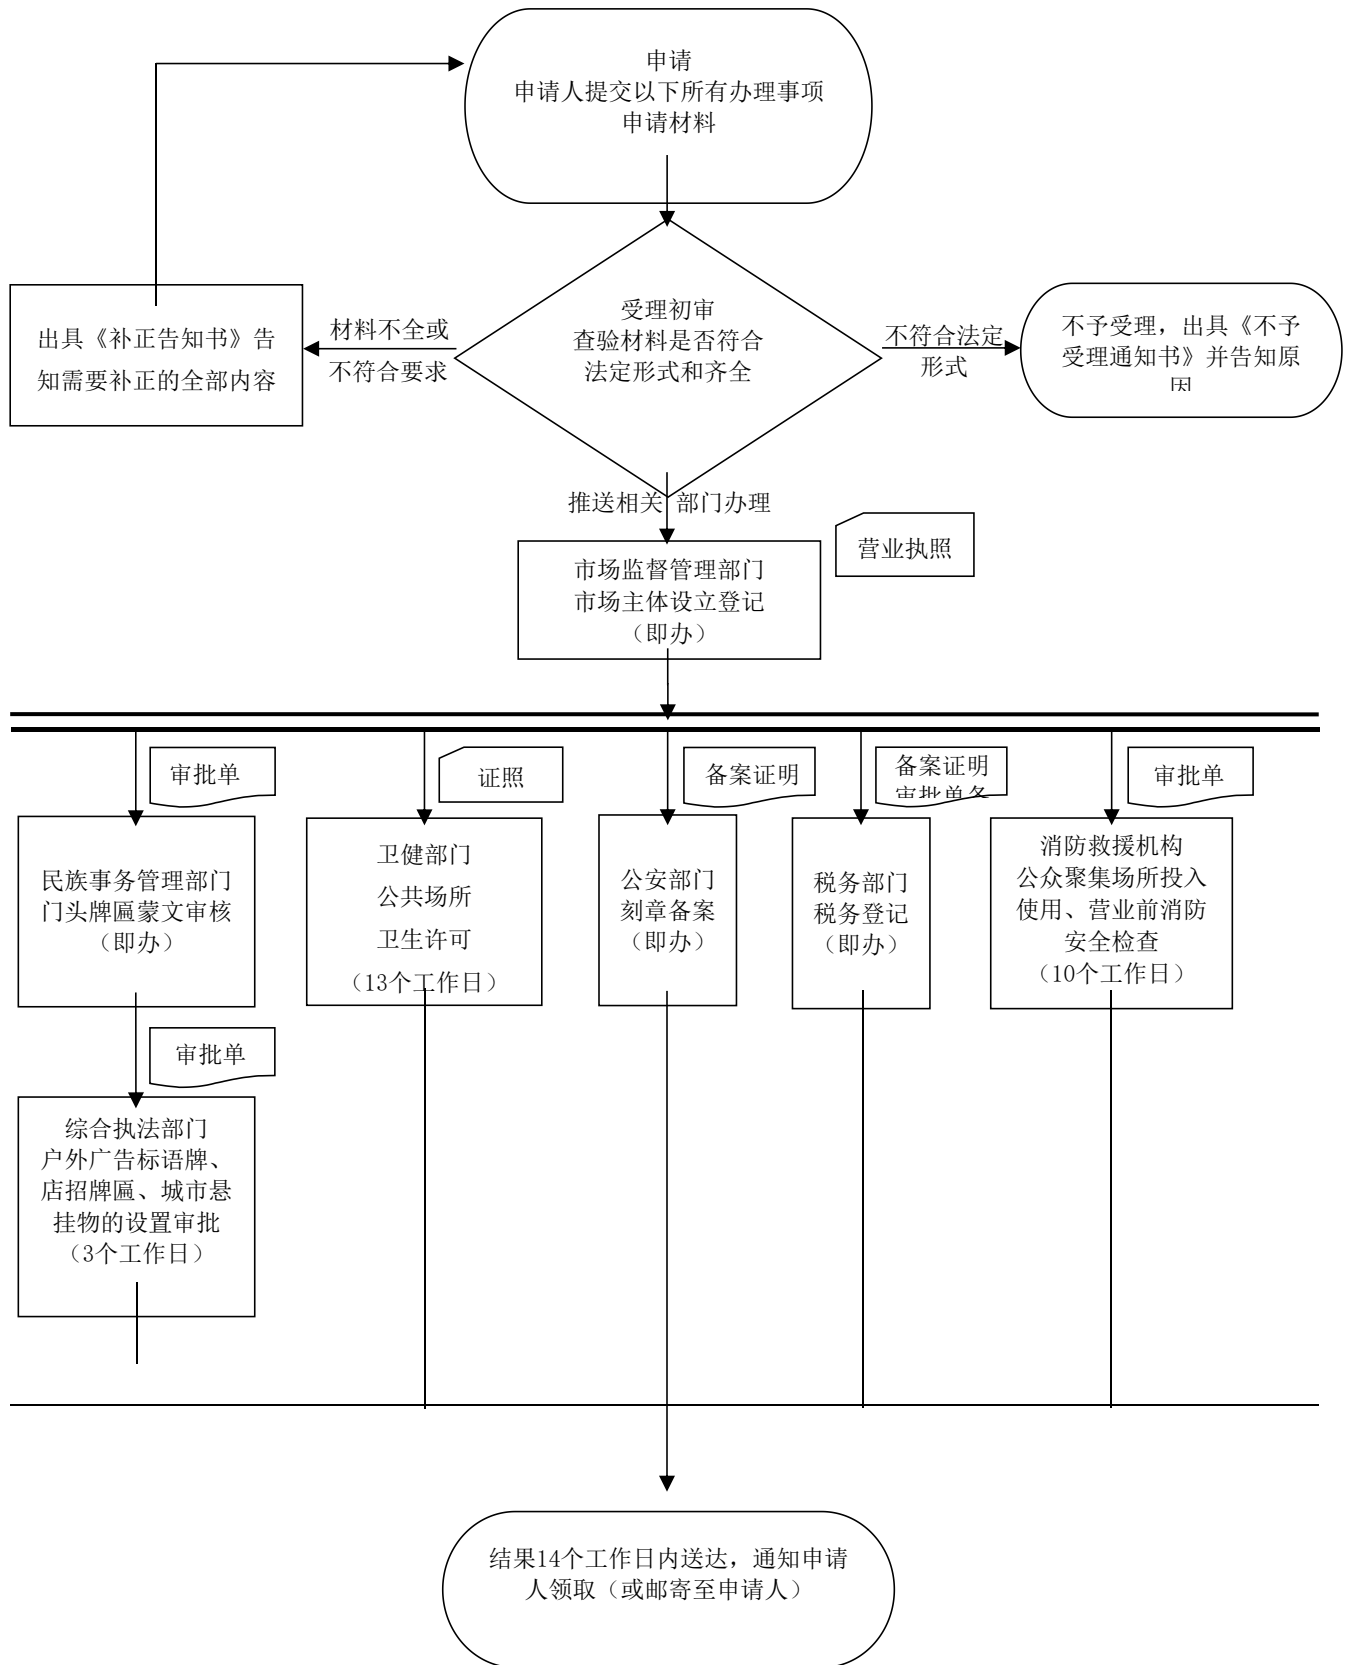 申请
申请人提交以下所有办理事项
申请材料
受理初审
查验材料是否符合
法定形式和齐全
材料不全或
不符合要求
出具《补正告知书》告
知需要补正的全部内容
不符合法定
形式
不予受理，出具《不予
受理通知书》并告知原
因
推送相关 部门办理
营业执照
市场监督管理部门
市场主体设立登记
（即办）
审批单
证照
备案证明
备案证明
审批单各
审批单
民族事务管理部门
门头牌匾蒙文审核
（即办）
卫健部门
公共场所
卫生许可
（13个工作日）
公安部门
刻章备案
（即办）
税务部门
税务登记
（即办）
消防救援机构
公众聚集场所投入
使用、营业前消防
安全检查
（10个工作日）
审批单
综合执法部门
户外广告标语牌、
店招牌匾、城市悬
挂物的设置审批
（3个工作日）
结果14个工作日内送达，通知申请
人领取（或邮寄至申请人）